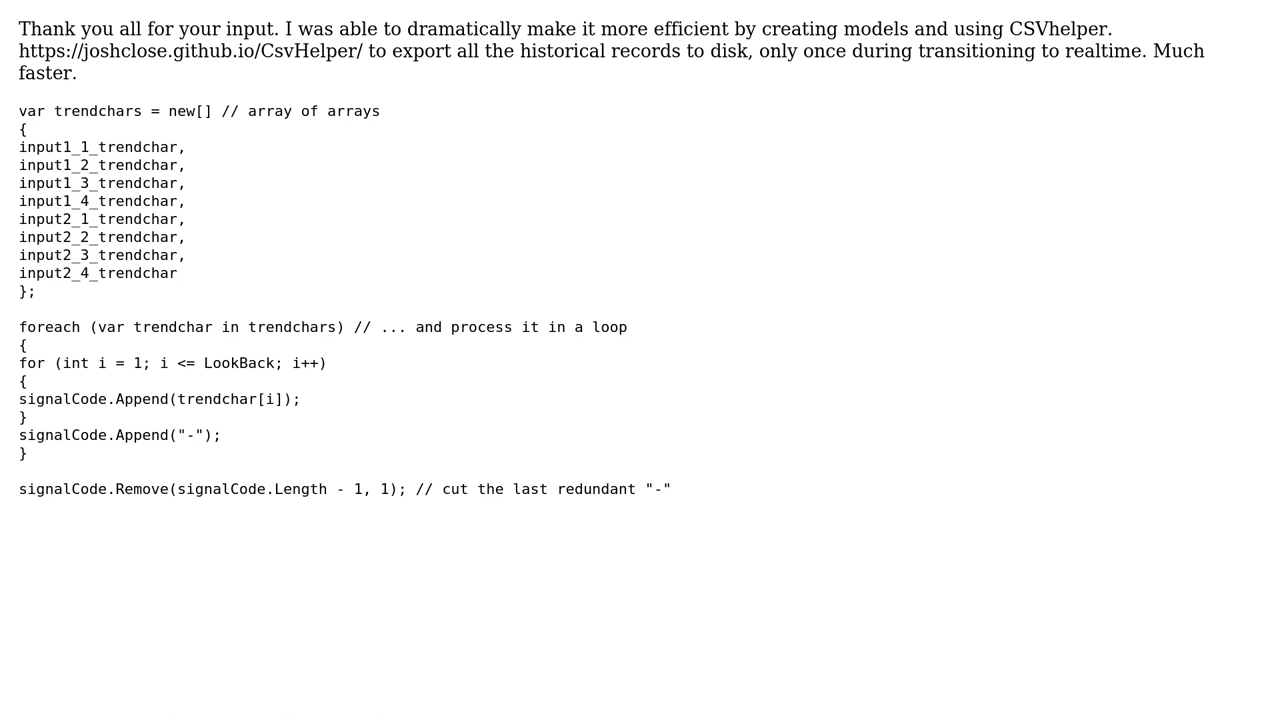 Thank you all for your input. I was able to dramatically make it more efficient by creating models and using CSVhelper.
https://joshclose.github.io/CsvHelper/ to export all the historical records to disk, only once during transitioning to realtime. Much
faster.
var trendchars = new[] // array of arrays
{
input1_1_trendchar,
input1_2_trendchar,
input1_3_trendchar,
input1_4_trendchar,
input2_1_trendchar,
input2_2_trendchar,
input2_3_trendchar,
input2_4_trendchar
};
foreach (var trendchar in trendchars) // ... and process it in a loop
{
for (int i = 1; i <= LookBack; i++)
{
signalCode.Append(trendchar[i]);
}
signalCode.Append("-");
}
signalCode.Remove(signalCode.Length - 1, 1); // cut the last redundant "-"